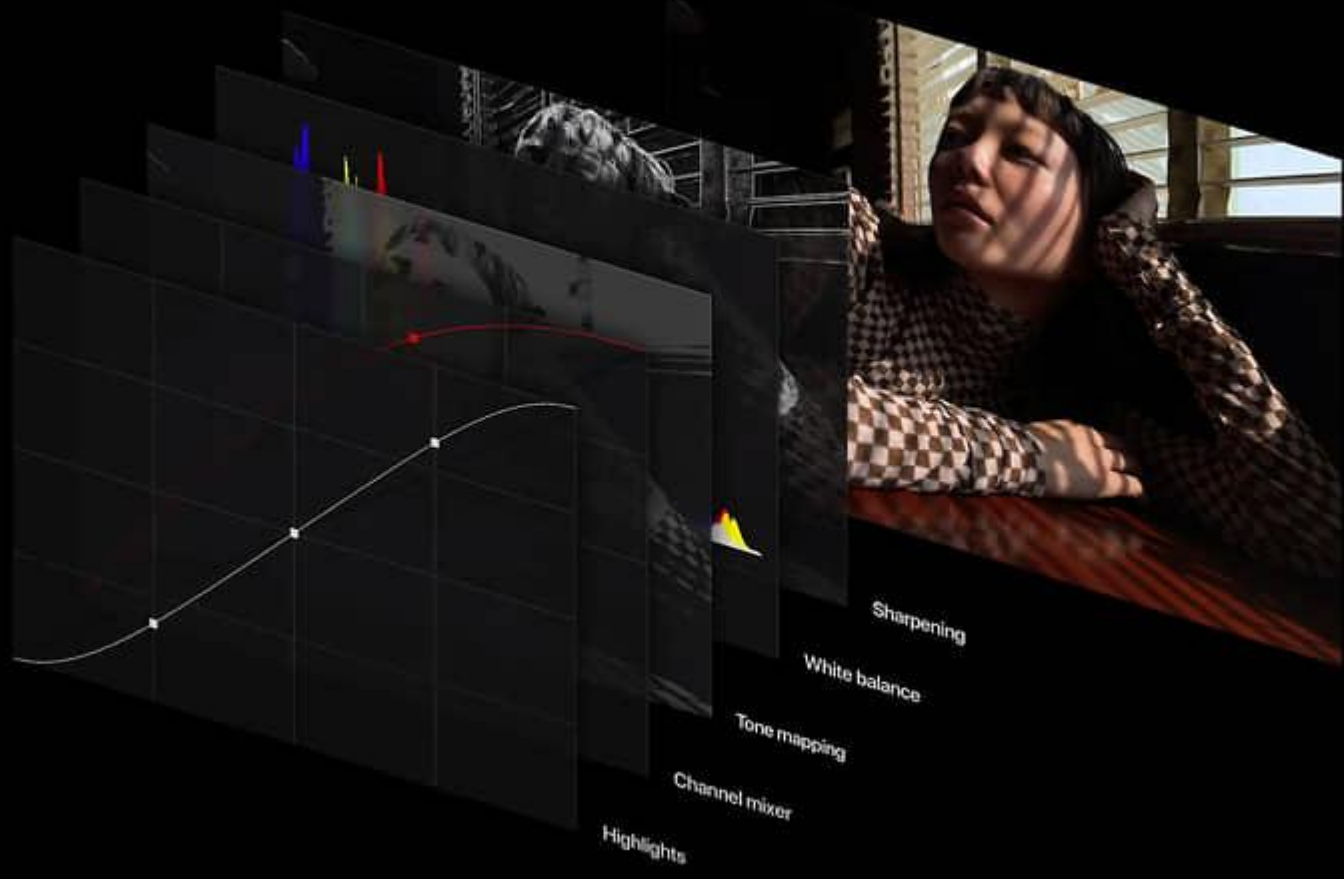 Sharpening
White balance
Tone mapping
Channel mixer
Highlights